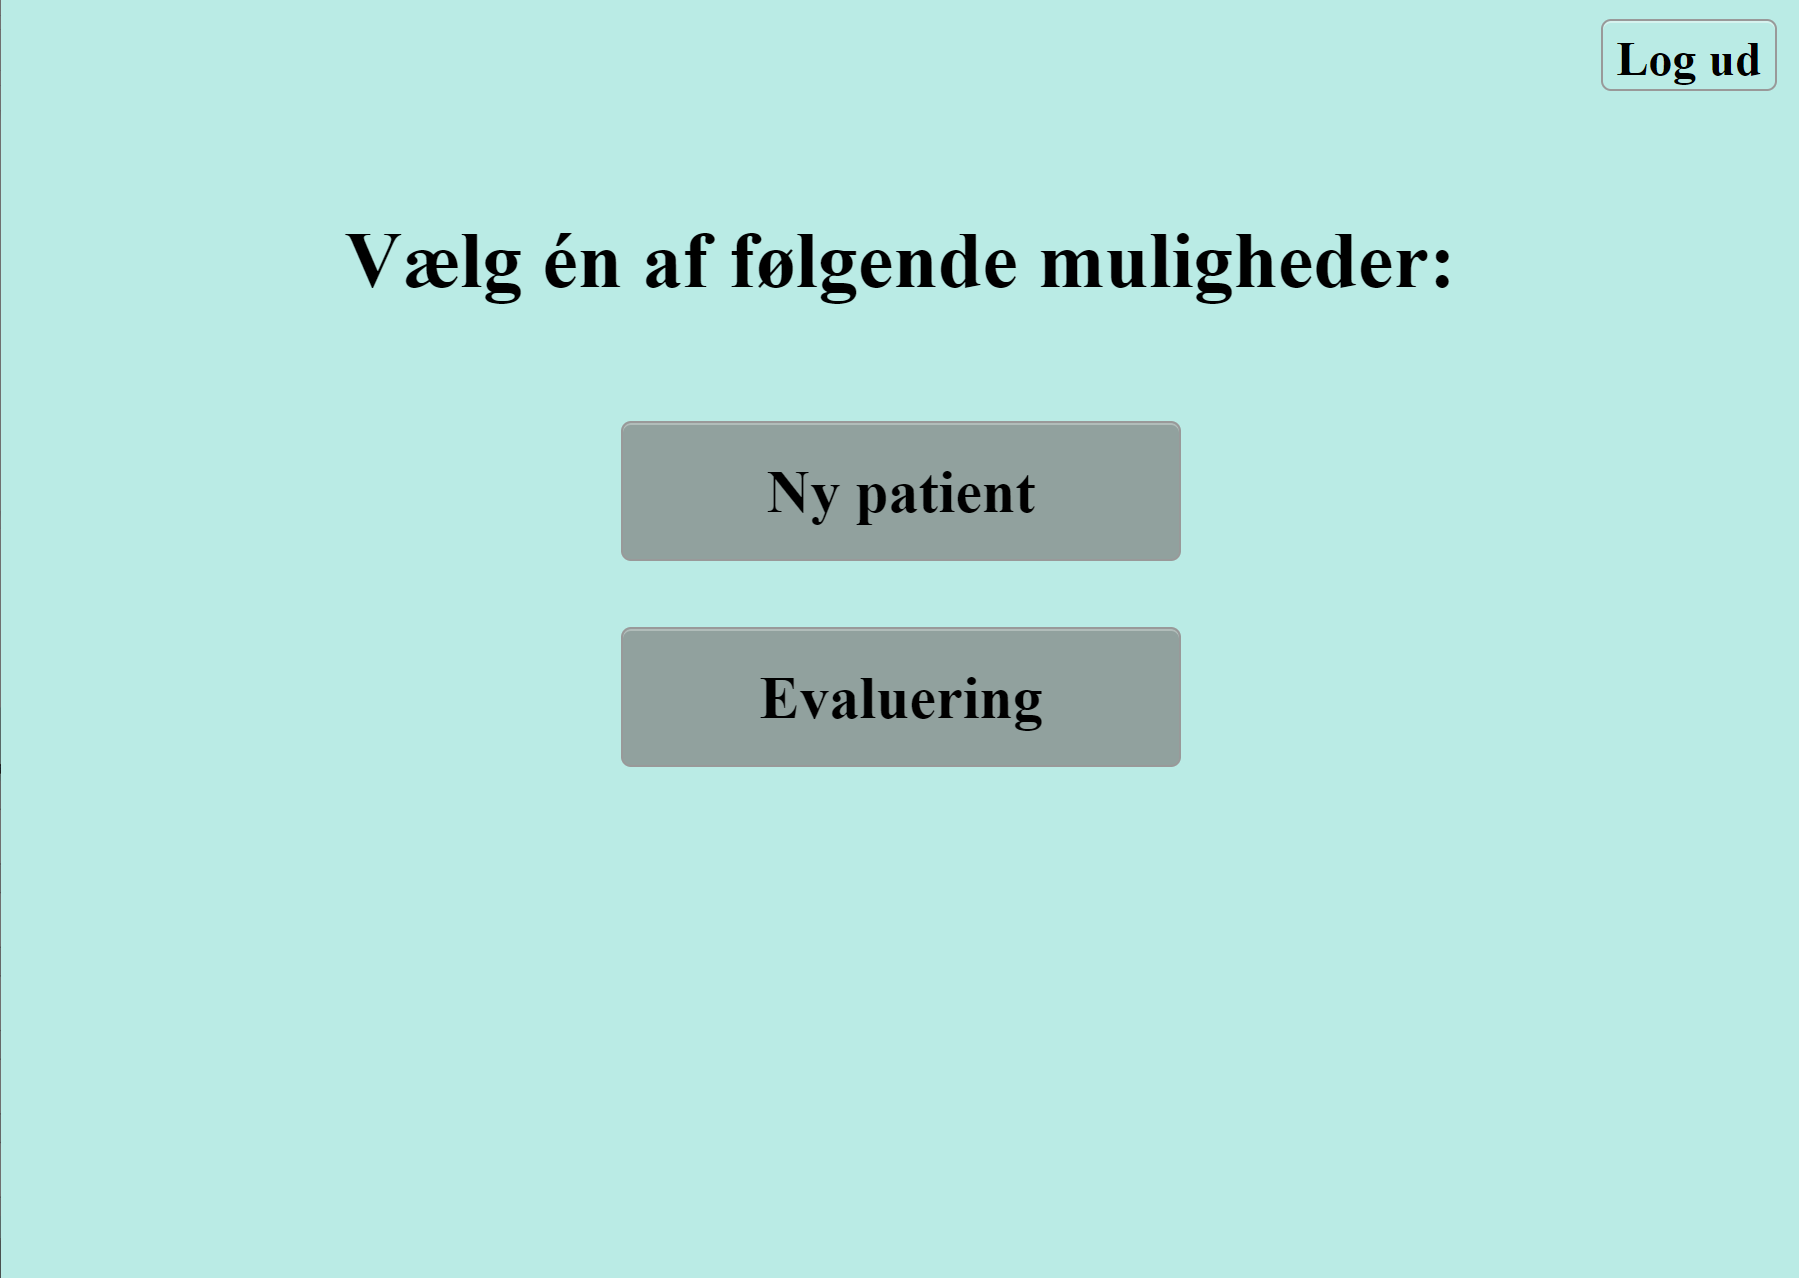 Log ud
Vælg én af følgende muligheder:
Ny patient
Evaluering